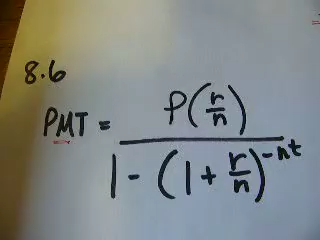 8.6
PMT = P(r/n)
1 - (1 + r/n)^-nt